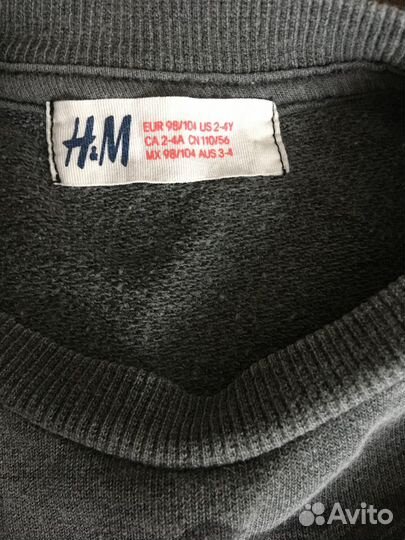 H&M
EUR 98/104 US 2-4Y
CA 2-4A CN 110/56
MX 98/104 AUS 3-4
Avito